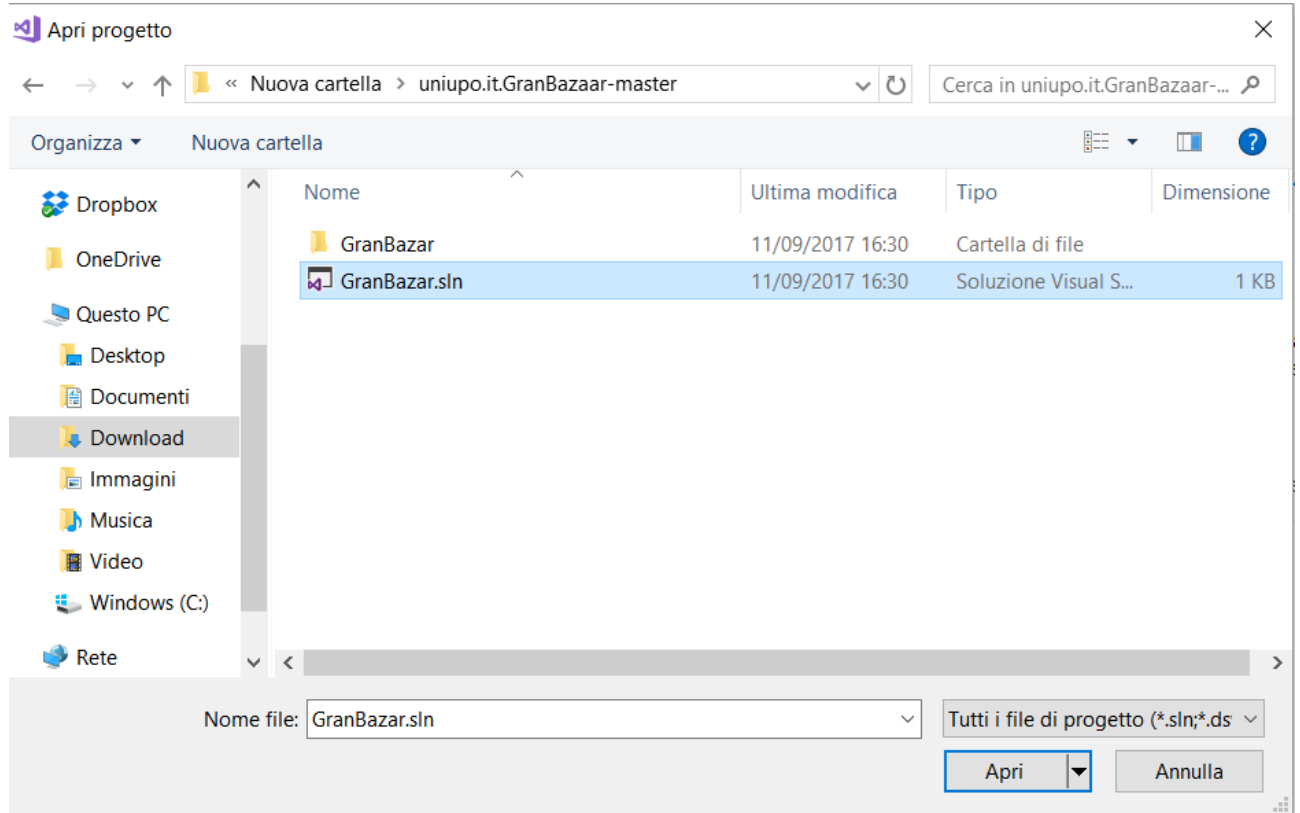 Apri progetto
« Nuova cartella > uniupo.it.GranBazaar-master
Cerca in uniupo.it.GranBazaar-...
Organizza Nuova cartella ?
Nome Ultima modifica Tipo Dimensione
GranBazar 11/09/2017 16:30 Cartella di file
GranBazar.sln 11/09/2017 16:30 Soluzione Visual S... 1 KB
Dropbox
OneDrive
Questo PC
Desktop
Documenti
Download
Immagini
Musica
Video
Windows (C:)
Rete
Nome file: GranBazar.sln Tutti i file di progetto (*.sln;*.ds
Apri Annulla